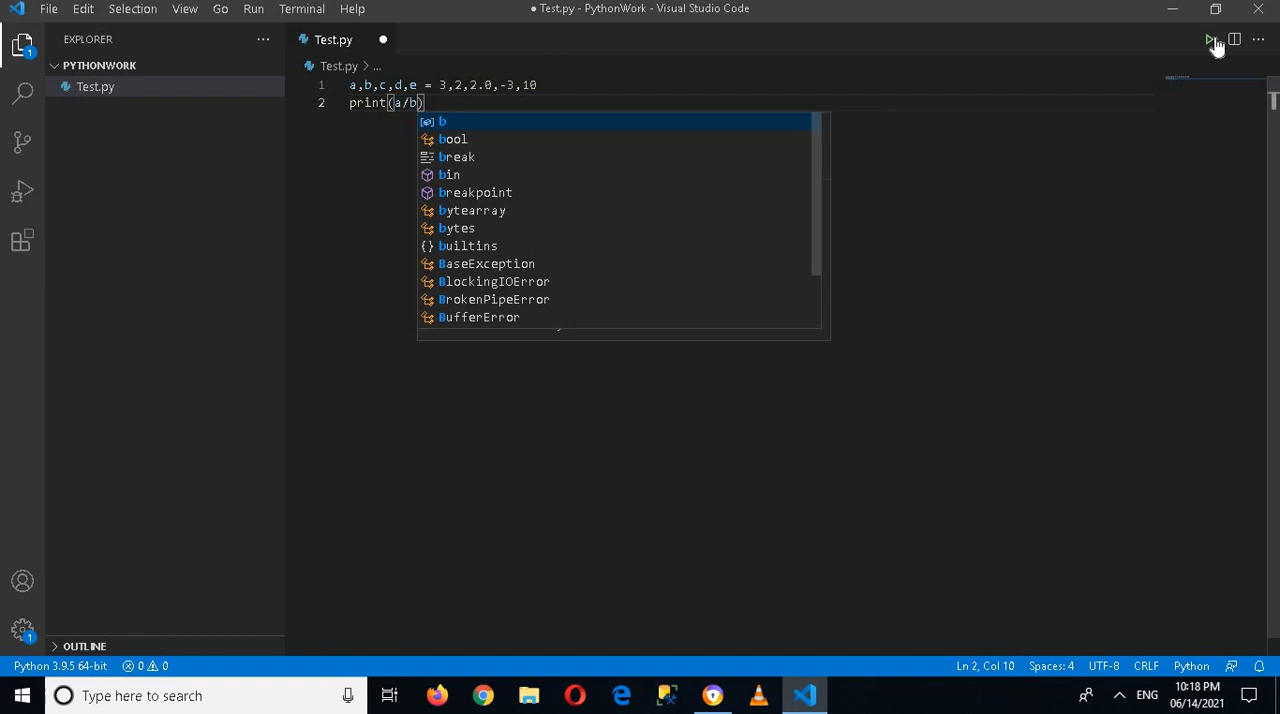 File Edit Selection View Go Run Terminal Help
● Test.py - PythonWork - Visual Studio Code
EXPLORER
Test.py
1
PYTHONWORK
Test.py
Test.py > ...
1 a,b,c,d,e = 3,2,2.0,-3,10
2 print(a/b)
b
bool
break
bin
breakpoint
bytearray
bytes
{} builtins
BaseException
BlockingIOError
BrokenPipeError
BufferError
1
OUTLINE
Python 3.9.5 64-bit 0 0 Ln 2, Col 10 Spaces: 4 UTF-8 CRLF Python
Type here to search
ENG
10:18 PM
06/14/2021